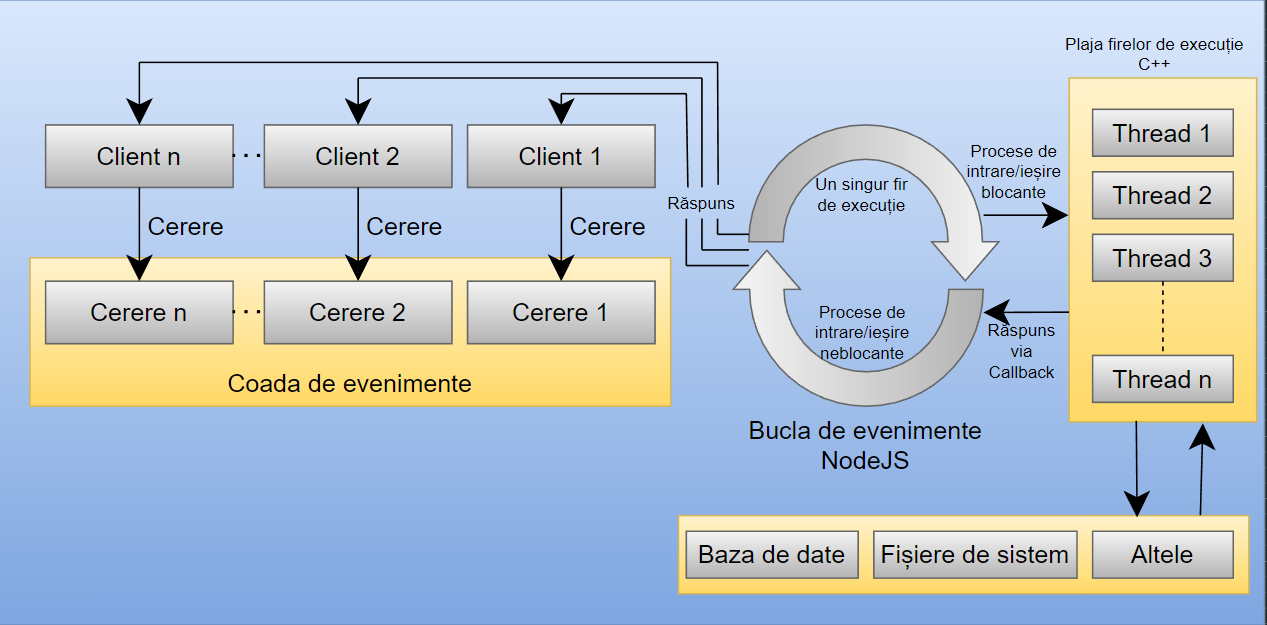 Plaja firelor de execuție
C++
Client n
...
Client 2
Client 1
Răspuns
Cerere
Cerere
Cerere
Cerere n
...
Cerere 2
Cerere 1
Coada de evenimente
Un singur fir
de execuție
Procese de
intrare/ieșire
neblocante
Bucla de evenimente
NodeJS
Procese de
intrare/ieșire
blocante
Răspuns
via
Callback
Thread 1
Thread 2
Thread 3
Thread n
Baza de date
Fișiere de sistem
Altele